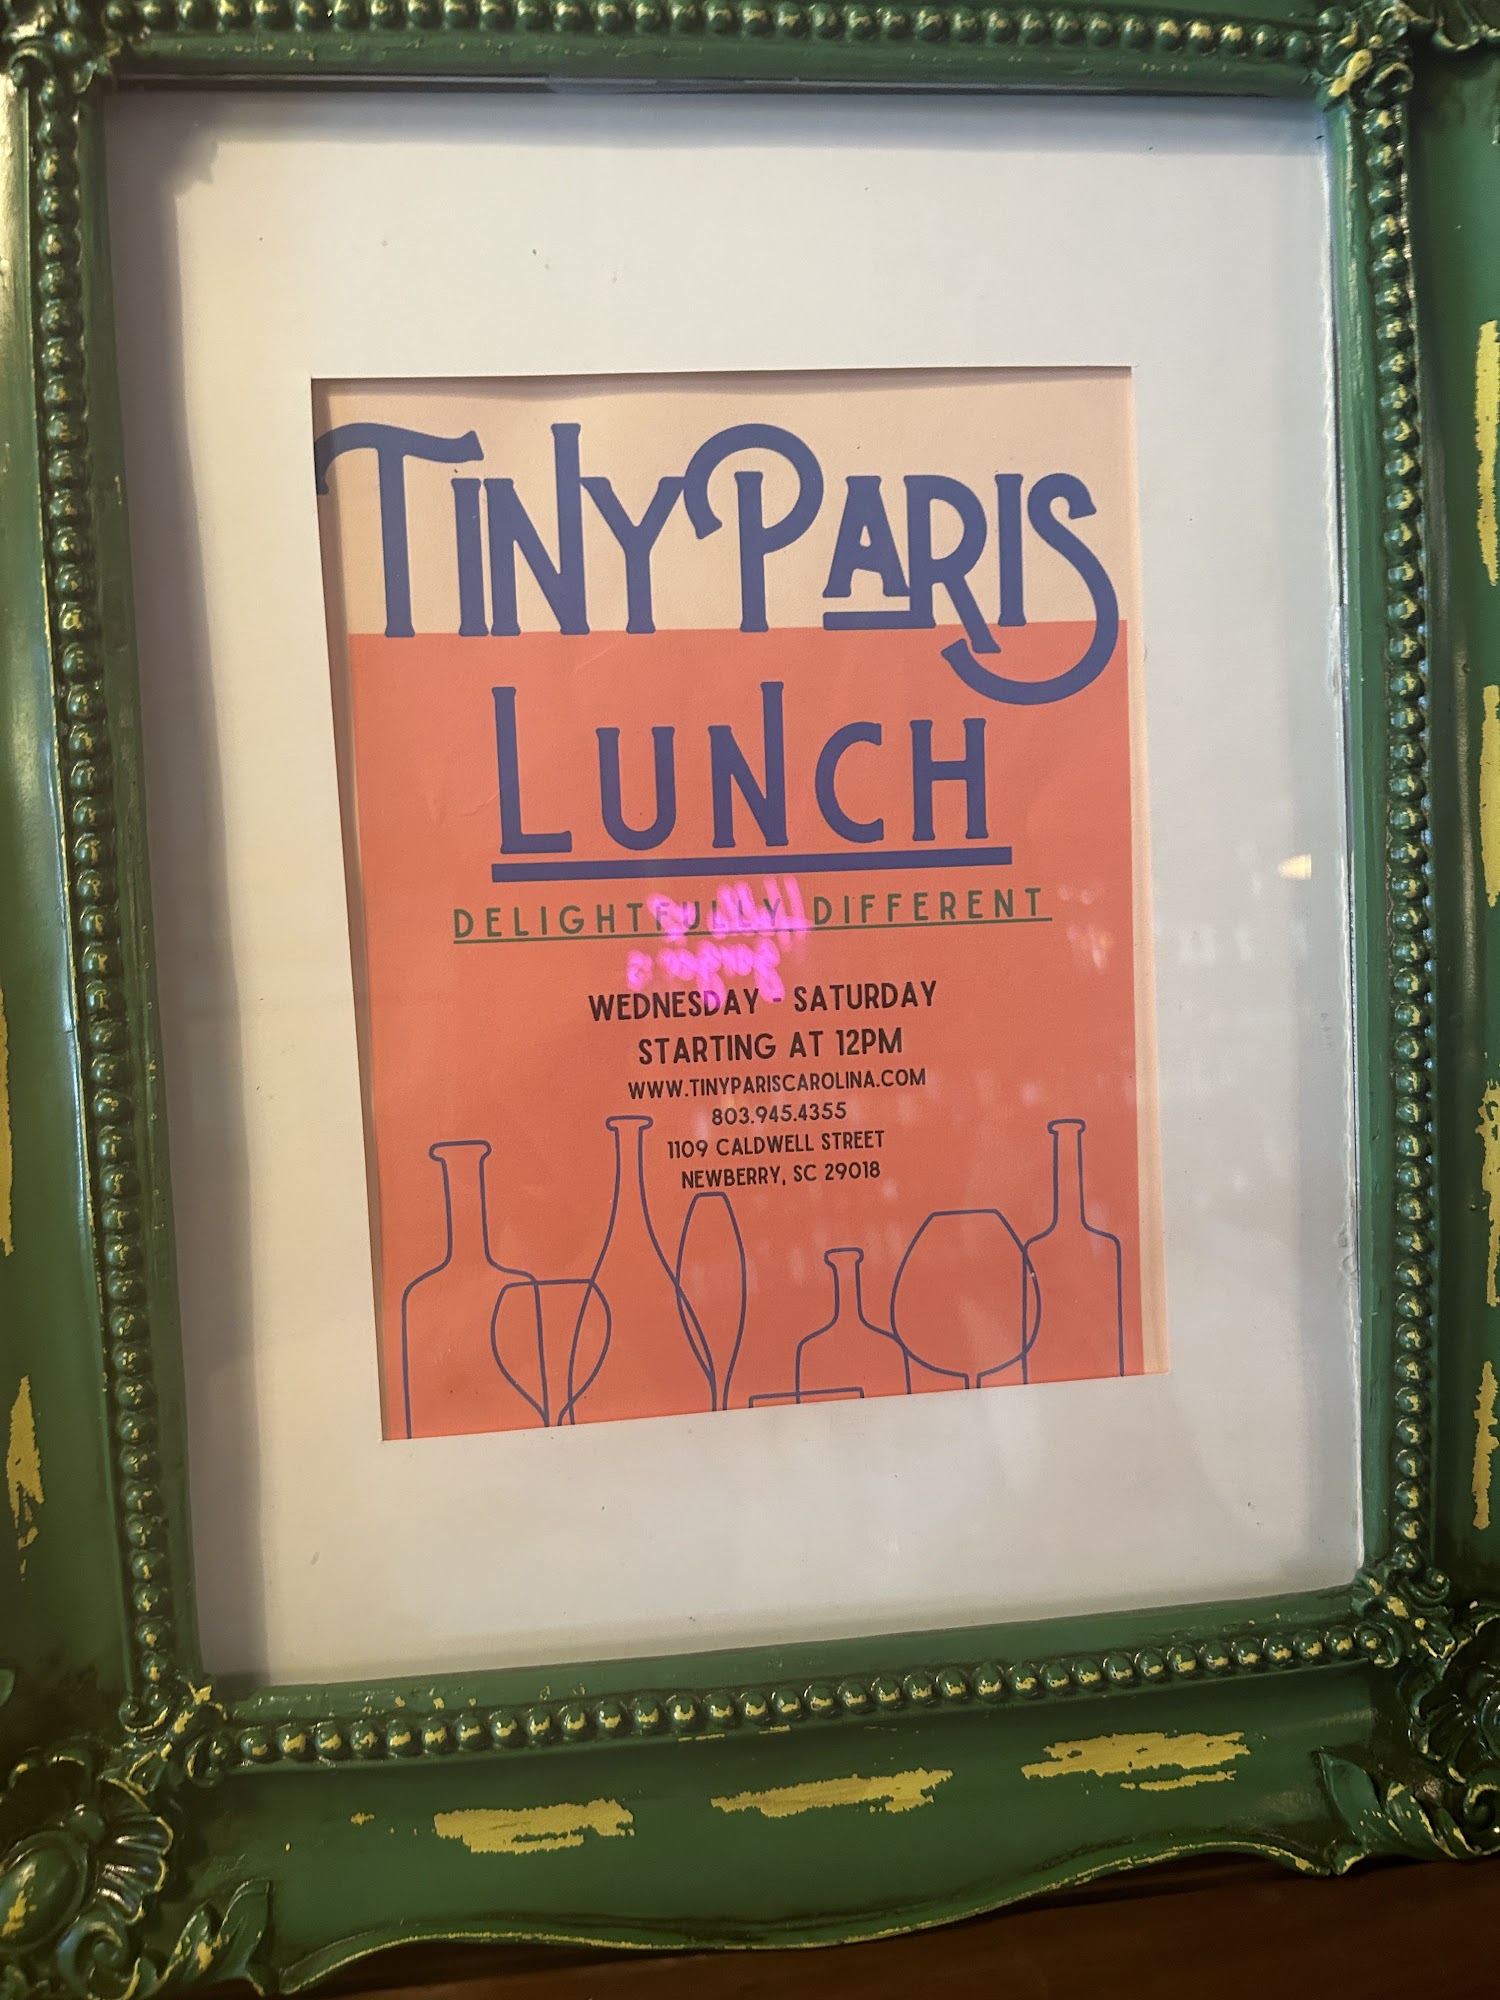 TINY PARIS
LUNCH
DELIGHTFULLY DIFFERENT
WEDNESDAY - SATURDAY
STARTING AT 12PM
WWW.TINYPARISCAROLINA.COM
803.945.4355
1109 CALDWELL STREET
NEWBERRY, SC 29018